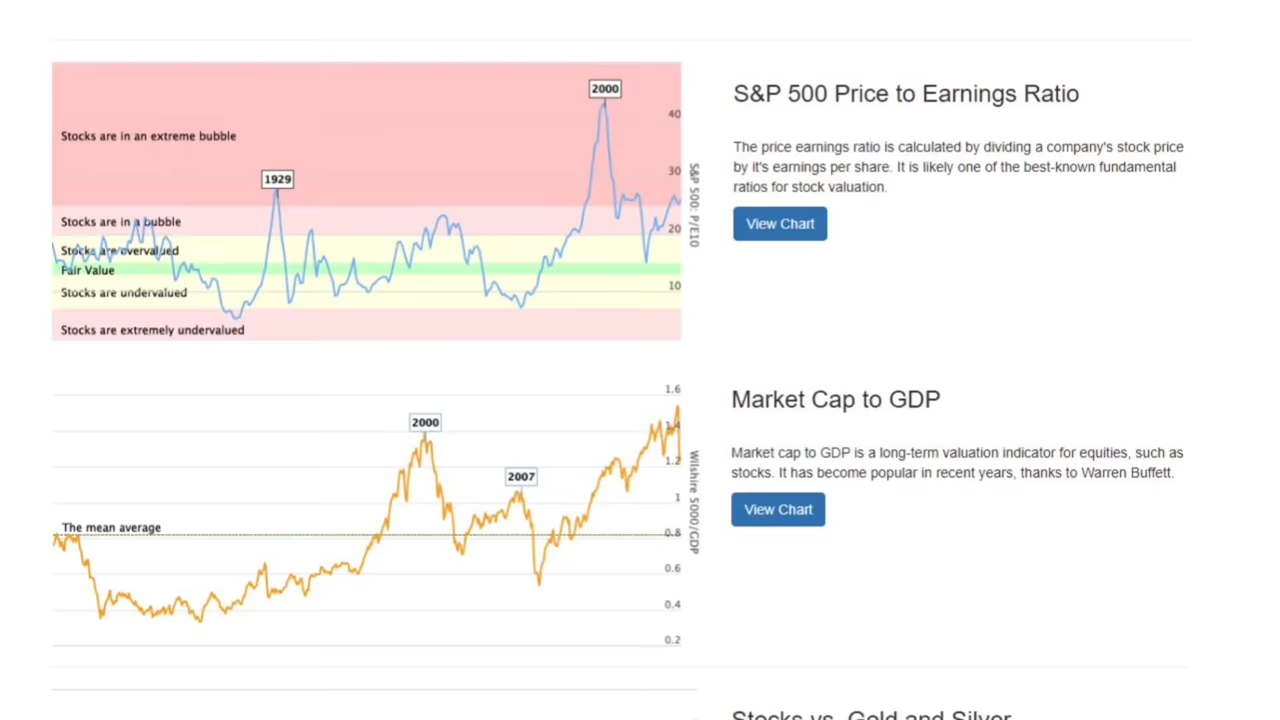 2000
40
Stocks are in an extreme bubble
30
1929
Stocks are in a bubble
20
Stocks are overvalued
Fair Value
Stocks are undervalued
10
Stocks are extremely undervalued
S&P 500: P/E10
S&P 500 Price to Earnings Ratio
The price earnings ratio is calculated by dividing a company's stock price
by it's earnings per share. It is likely one of the best-known fundamental
ratios for stock valuation.
View Chart
1.6
2000
1.4
1.2
2007
1
The mean average
0.8
0.6
0.4
0.2
Wilshire 5000/GDP
Market Cap to GDP
Market cap to GDP is a long-term valuation indicator for equities, such as
stocks. It has become popular in recent years, thanks to Warren Buffett.
View Chart
Stocks vs. Gold and Silver